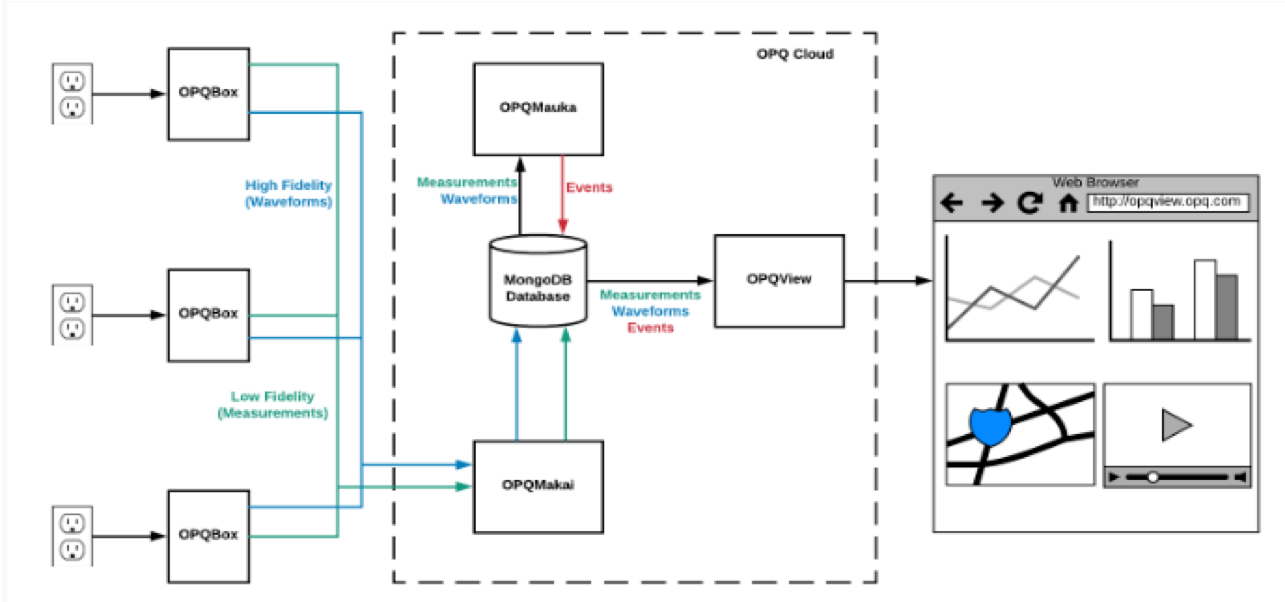 OPQ Cloud
OPQBox
OPQMauka
High Fidelity
(Waveforms)
Measurements
Waveforms
Events
Web Browser
http://opqview.opq.com
OPQBox
MongoDB
Database
OPQView
Measurements
Waveforms
Events
Low Fidelity
(Measurements)
OPQMakai
OPQBox